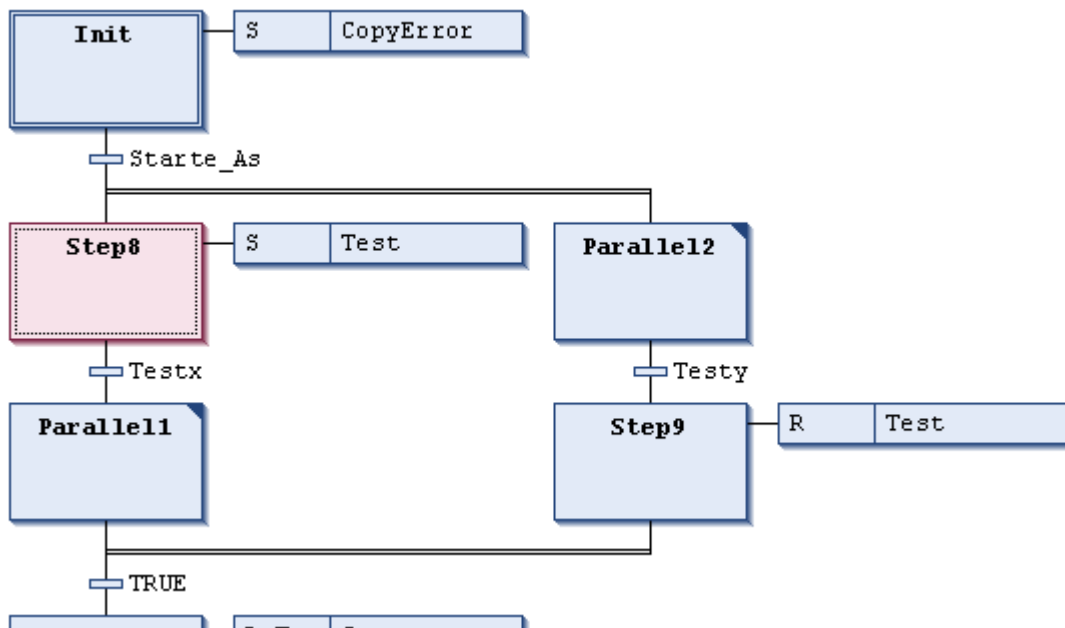 Init
S CopyError
Starte_As
Step8
S Test
Parallel2
Testx
Testy
Parallel1
Step9
R Test
TRUE